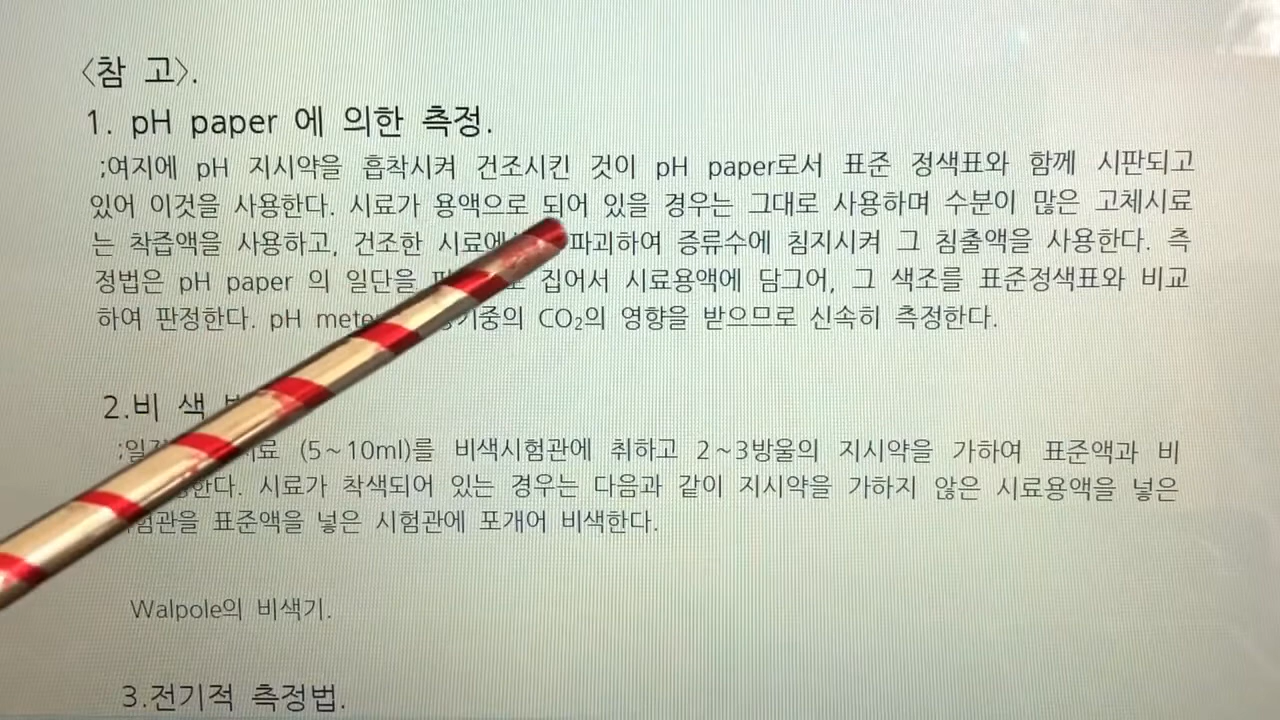 〈참 고〉.
1. pH paper 에 의한 측정.
;여지에 pH 지시약을 흡착시켜 건조시킨 것이 pH paper로서 표준 정색표와 함께 시판되고
있어 이것을 사용한다. 시료가 용액으로 되어 있을 경우는 그대로 사용하며 수분이 많은 고체시료
는 착즙액을 사용하고, 건조한 파괴하여 증류수에 침지시켜 그 침출액을 사용한다. 측
정법은 pH paper 의 일단을 집어서 시료용액에 담그어, 그 색조를 표준정색표와 비교
하여 판정한다. pH CO₂의 영향을 받으므로 신속히 측정한다.
2.비 색
(5~10ml)를 비색시험관에 취하고 2~3방울의 지시약을 가하여 표준액과 비
시료가 착색되어 있는 경우는 다음과 같이 지시약을 가하지 않은 시료용액을 넣은
표준액을 넣은 시험관에 포개어 비색한다.
Walpole의 비색기.
3.전기적 측정법.